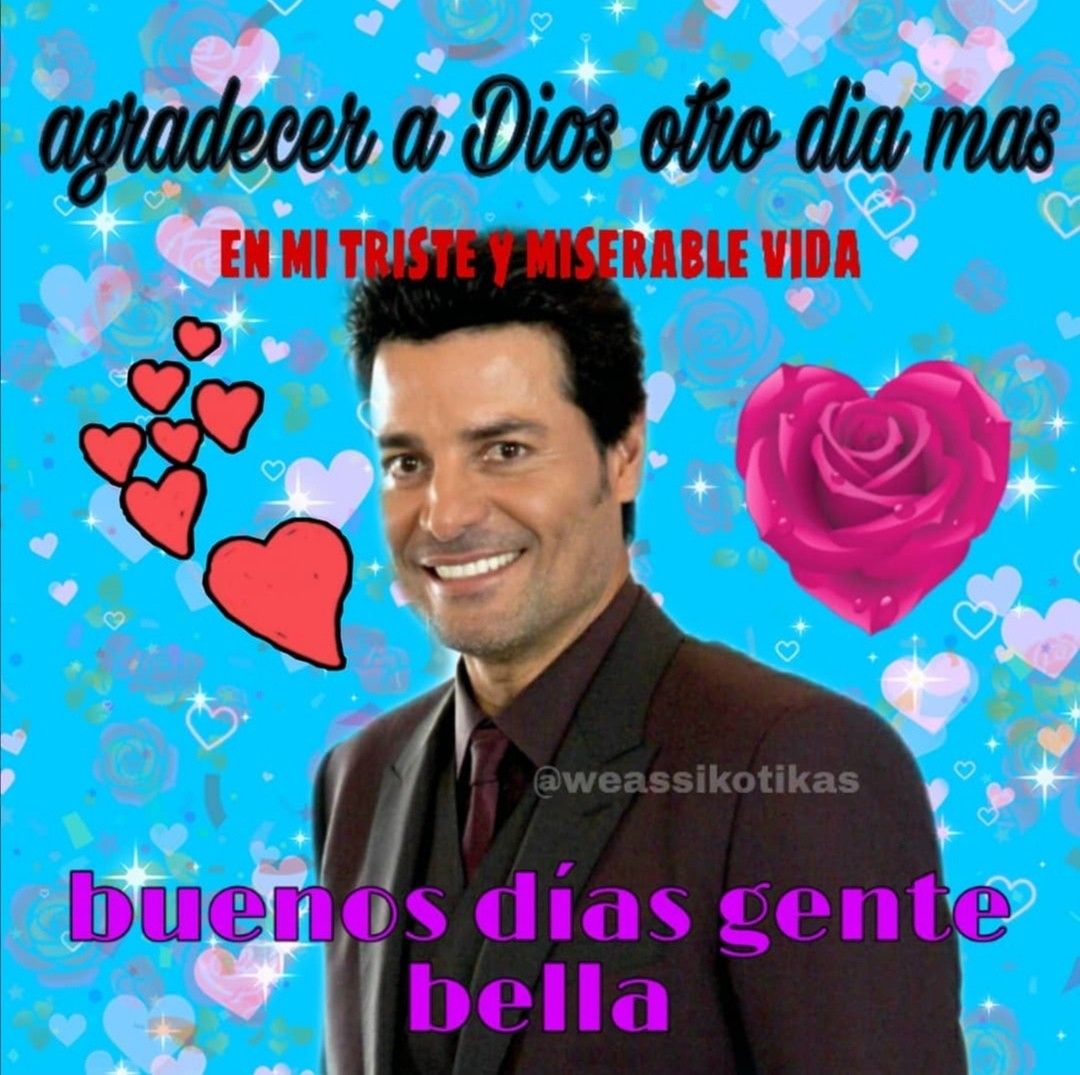 agradecer a Dios otro dia mas
EN MI TRISTE Y MISERABLE VIDA
@weassikotikas
buenos días gente
bella